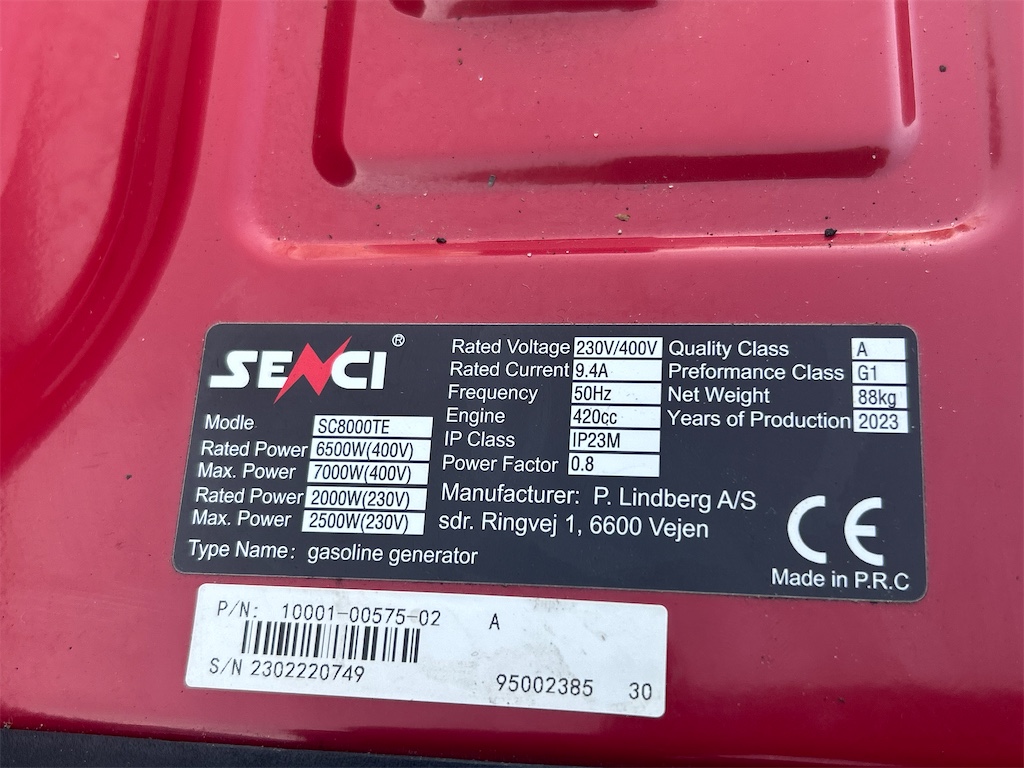 SENCI®
Modle SC8000TE
Rated Power 6500W(400V)
Max. Power 7000W(400V)
Rated Power 2000W(230V)
Max. Power 2500W(230V)
Type Name: gasoline generator
Rated Voltage 230V/400V
Rated Current 9.4A
Frequency 50Hz
Engine 420cc
IP Class IP23M
Power Factor 0.8
Quality Class A
Preformance Class G1
Net Weight 88kg
Years of Production 2023
Manufacturer: P. Lindberg A/S
sdr. Ringvej 1, 6600 Vejen
CE
Made in P.R.C
P/N: 10001-00575-02 A
S/N 2302220749
95002385 30